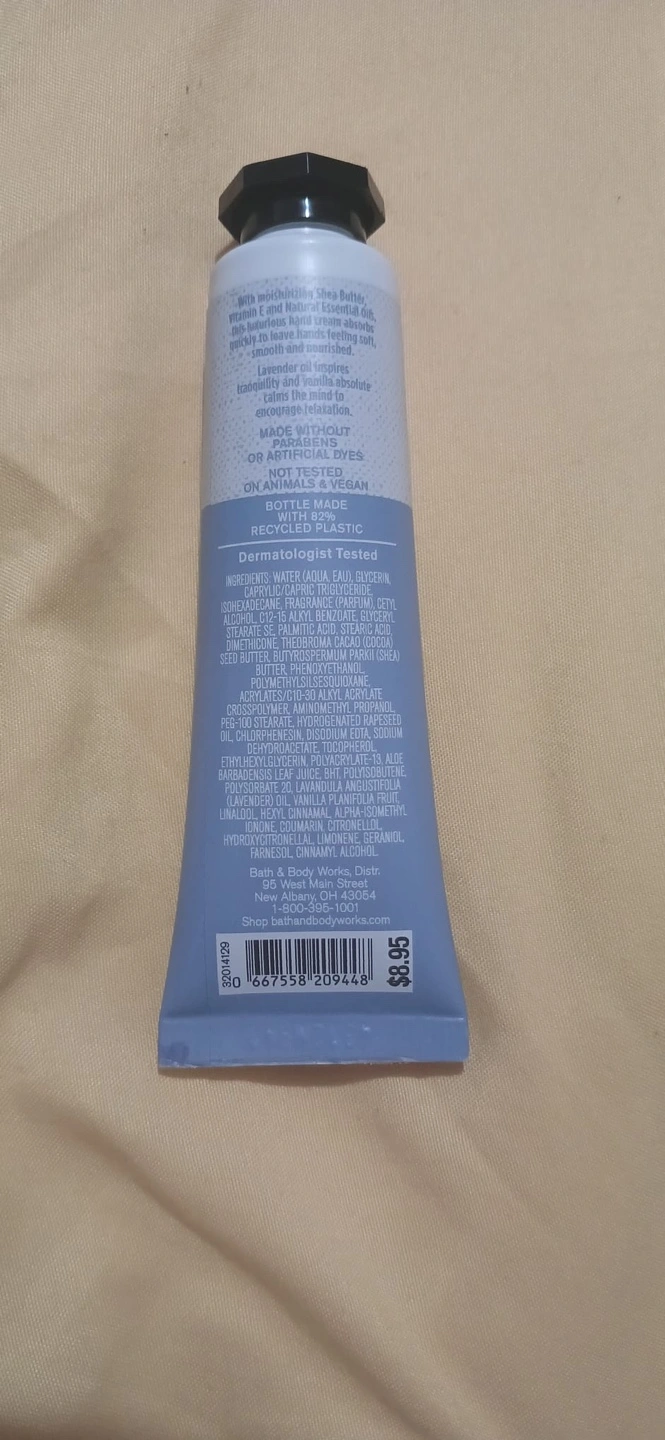 With moisturizing Shea Butter,
Vitamin E and Natural Essential Oils,
this luxurious hand cream absorbs
quickly to leave hands feeling soft,
smooth and nourished.
Lavender oil inspires
tranquility and vanilla absolute
calms the mind to
encourage relaxation.
MADE WITHOUT
PARABENS
OR ARTIFICIAL DYES
NOT TESTED
ON ANIMALS & VEGAN
BOTTLE MADE
WITH 82%
RECYCLED PLASTIC
Dermatologist Tested
INGREDIENTS: WATER (AQUA, EAU), GLYCERIN,
CAPRYLIC/CAPRIC TRIGLYCERIDE,
ISOHEXADECANE, FRAGRANCE (PARFUM), CETYL
ALCOHOL, C12-15 ALKYL BENZOATE, GLYCERYL
STEARATE SE, PALMITIC ACID, STEARIC ACID,
DIMETHICONE, THEOBROMA CACAO (COCOA)
SEED BUTTER, BUTYROSPERMUM PARKII (SHEA)
BUTTER, PHENOXYETHANOL,
POLYMETHYLSILSESQUIOXANE,
ACRYLATES/C10-30 ALKYL ACRYLATE
CROSSPOLYMER, AMINOMETHYL PROPANOL,
PEG-100 STEARATE, HYDROGENATED RAPESEED
OIL, CHLORPHENESIN, DISODIUM EDTA, SODIUM
DEHYDROACETATE, TOCOPHEROL,
ETHYLHEXYLGLYCERIN, POLYACRYLATE-13, ALOE
BARBADENSIS LEAF JUICE, BHT, POLYISOBUTENE,
POLYSORBATE 20, LAVANDULA ANGUSTIFOLIA
(LAVENDER) OIL, VANILLA PLANIFOLIA FRUIT,
LINALOOL, HEXYL CINNAMAL, ALPHA-ISOMETHYL
IONONE, COUMARIN, CITRONELLOL,
HYDROXYCITRONELLAL, LIMONENE, GERANIOL,
FARNESOL, CINNAMYL ALCOHOL.
Bath & Body Works, Distr.
95 West Main Street
New Albany, OH 43054
1-800-395-1001
Shop bathandbodyworks.com
32014129
0 667558 209448
$8.95